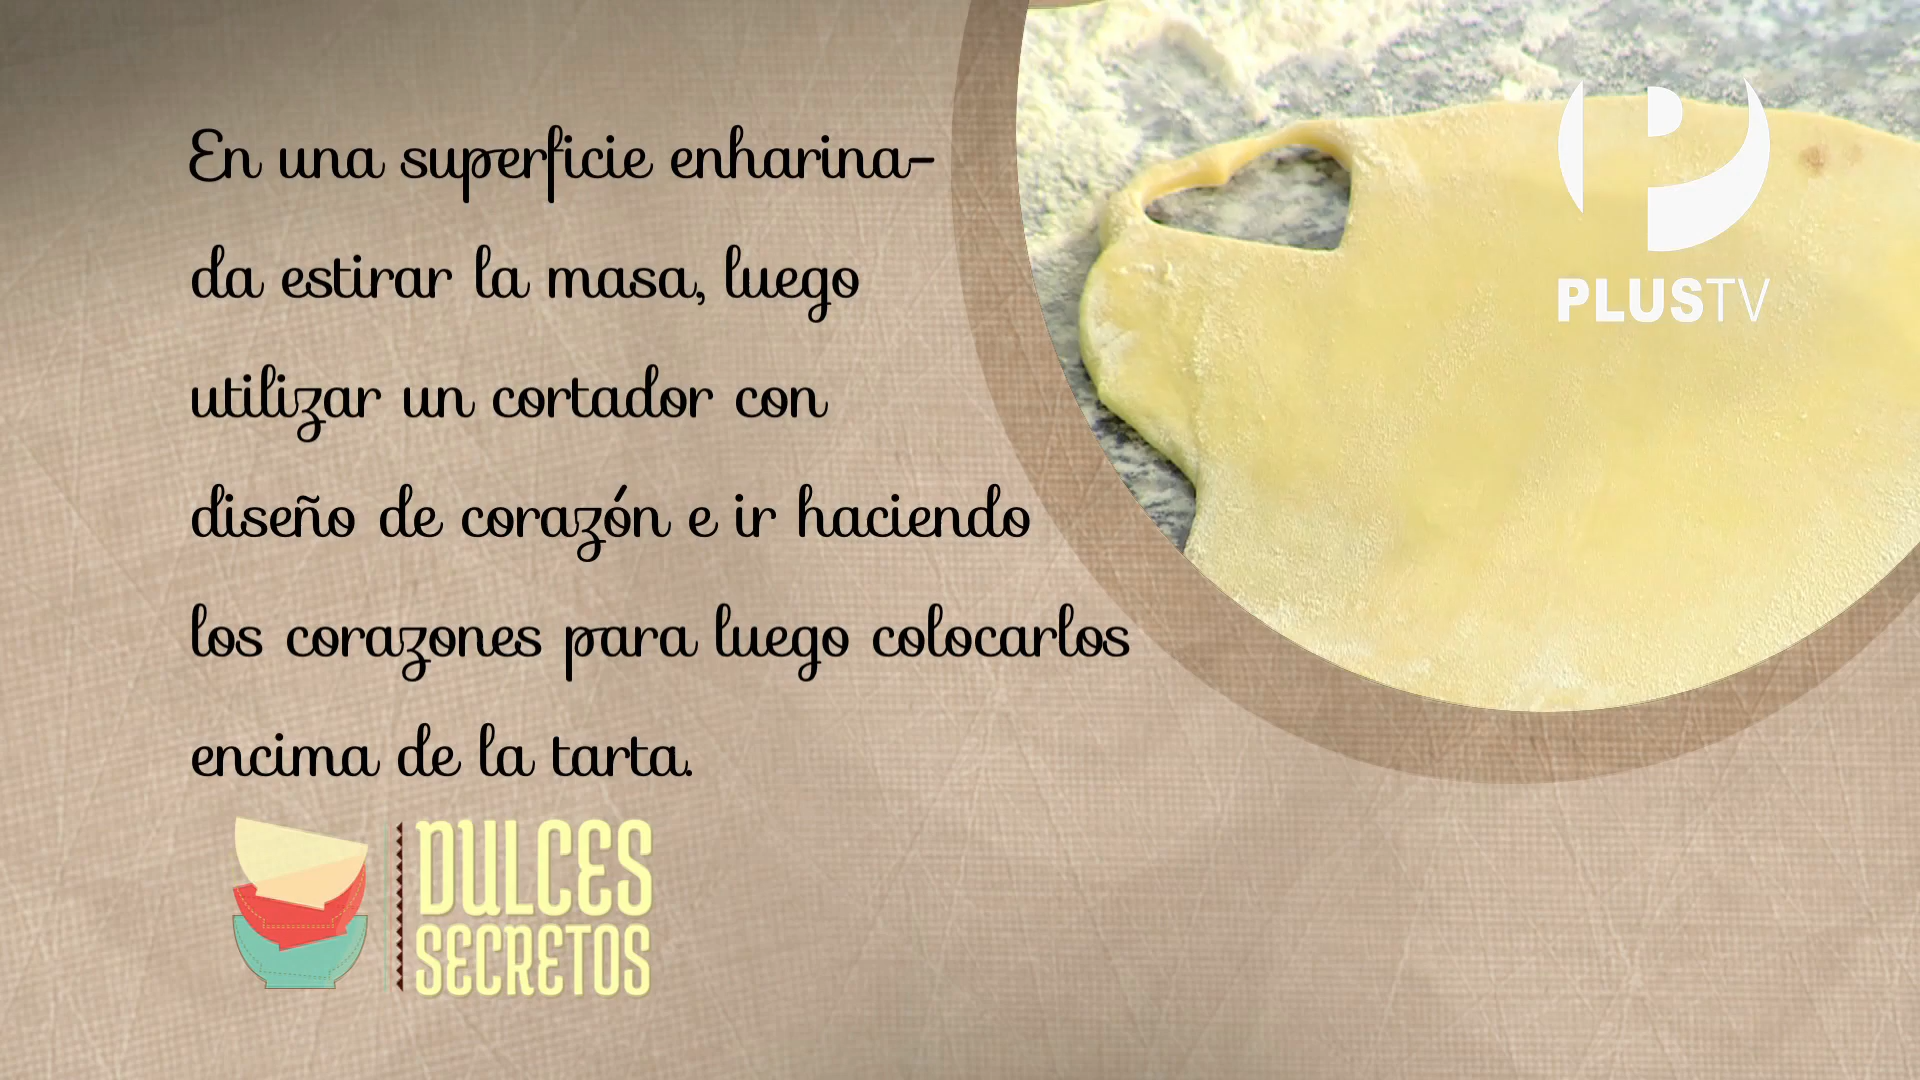 En una superficie enharina-
da estirar la masa, luego
utilizar un cortador con
diseño de corazón e ir haciendo
los corazones para luego colocarlos
encima de la tarta.
PLUSTV
DULCES
SECRETOS